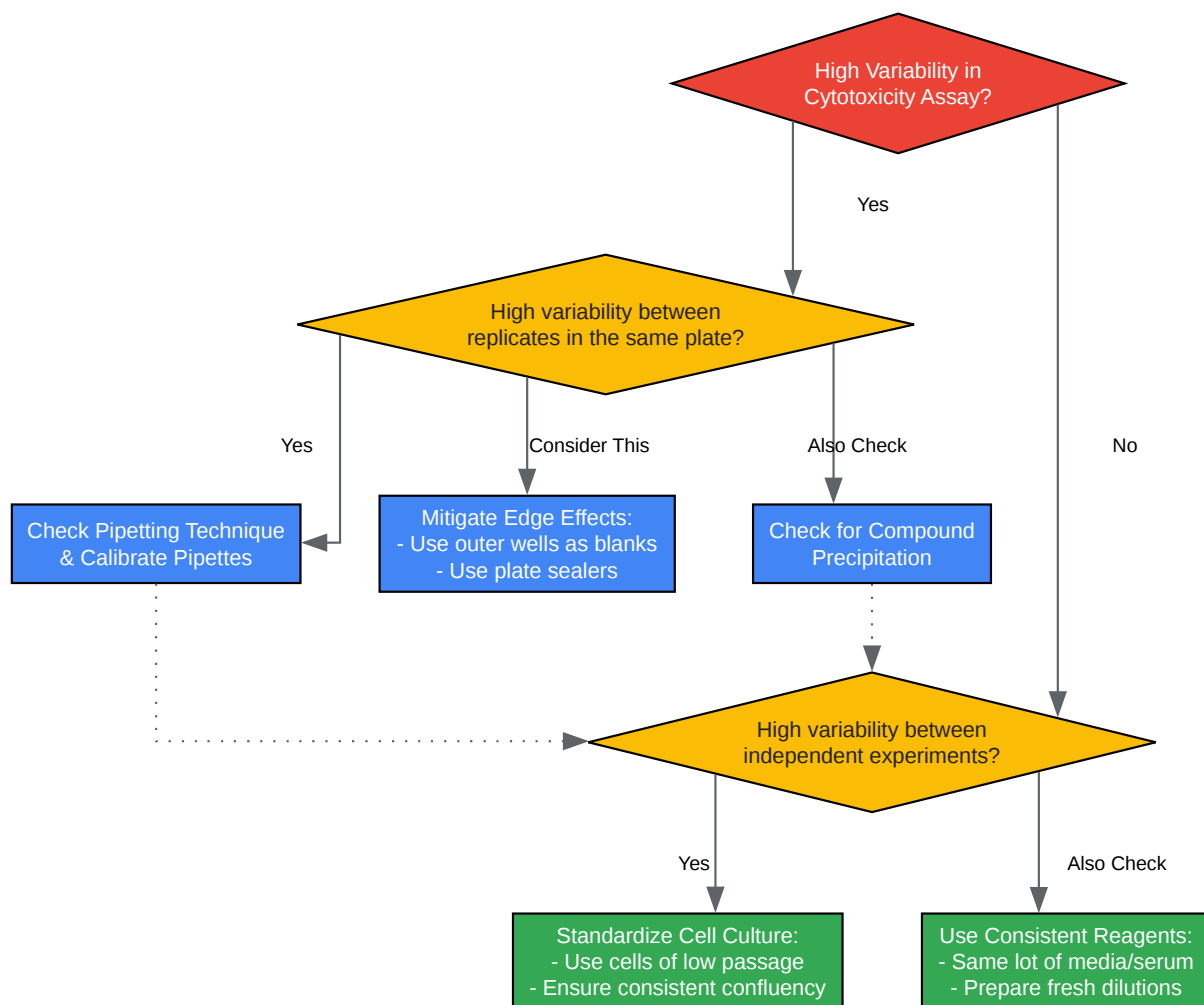 High Variability in
Cytotoxicity Assay?
Yes
High variability between
replicates in the same plate?
Yes
Consider This
Also Check
No
Check Pipetting Technique
& Calibrate Pipettes
Mitigate Edge Effects:
- Use outer wells as blanks
- Use plate sealers
Check for Compound
Precipitation
High variability between
independent experiments?
Yes
Also Check
Standardize Cell Culture:
- Use cells of low passage
- Ensure consistent confluency
Use Consistent Reagents:
- Same lot of media/serum
- Prepare fresh dilutions